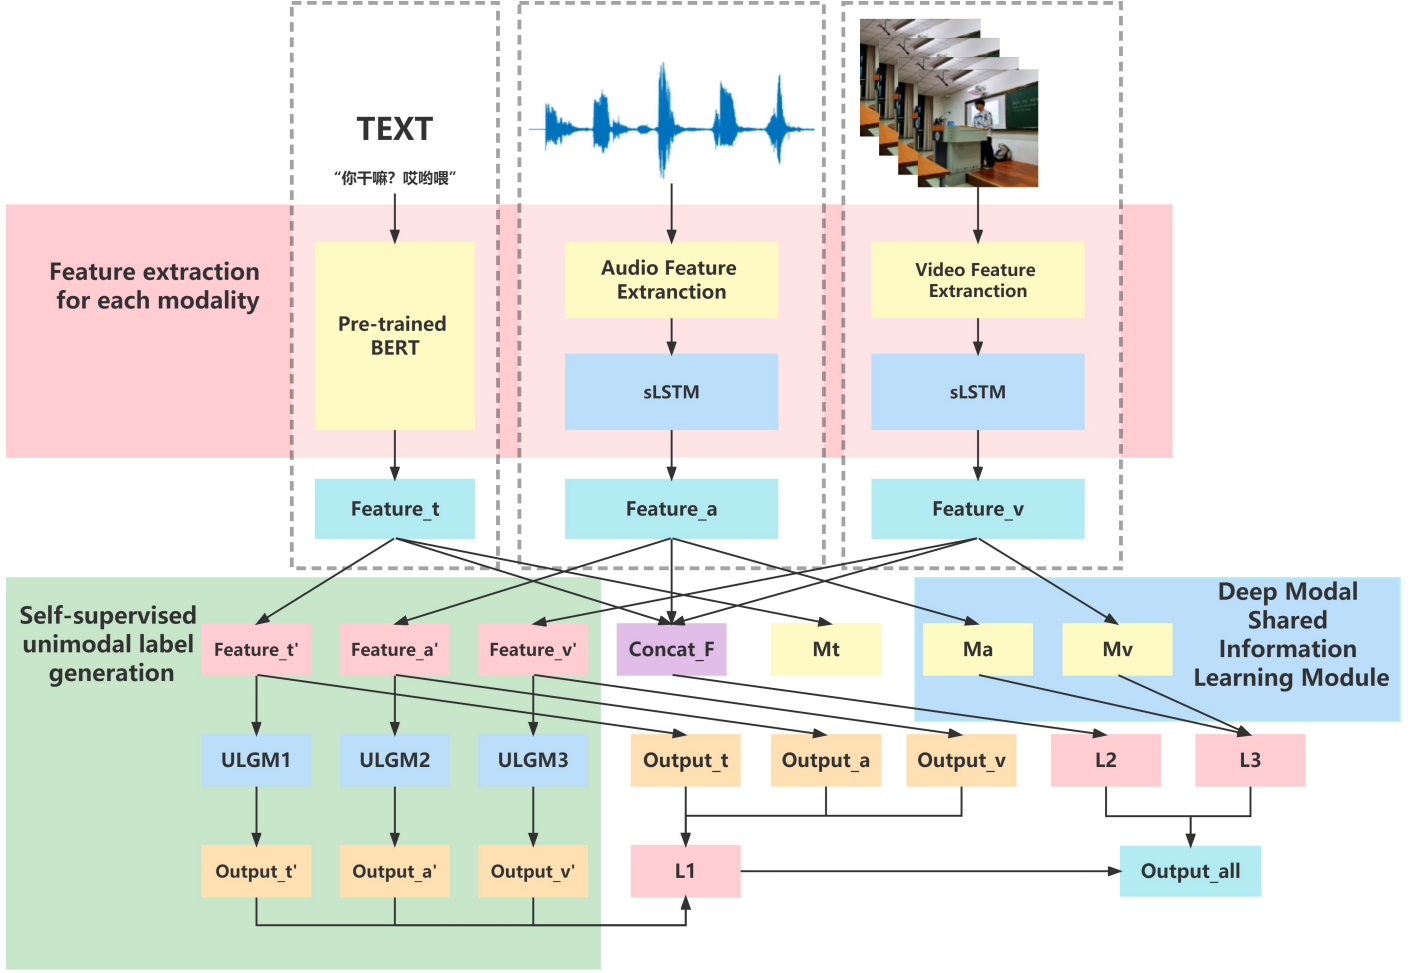 TEXT
“你干嘛？哎哟喂”
Feature extraction
for each modality
Pre-trained
BERT
Audio Feature
Extranction
Video Feature
Extranction
sLSTM
sLSTM
Feature_t
Feature_a
Feature_v
Self-supervised
unimodal label
generation
Deep Modal
Shared
Information
Learning Module
Feature_t'
Feature_a'
Feature_v'
Concat_F
Mt
Ma
Mv
ULGM1
ULGM2
ULGM3
Output_t
Output_a
Output_v
L2
L3
Output_t'
Output_a'
Output_v'
L1
Output_all